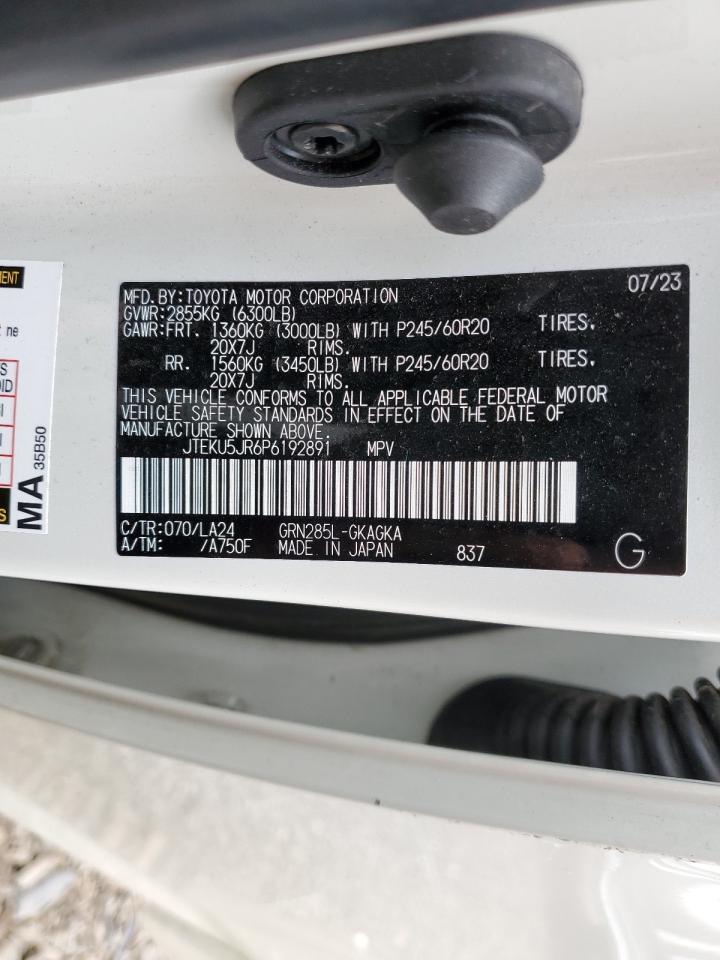 07/23
MFD.BY:TOYOTA MOTOR CORPORATION
GVWR:2855KG (6300LB)
GAWR:FRT. 1360KG (3000LB) WITH P245/60R20 TIRES.
20X7J RIMS.
RR. 1560KG (3450LB) WITH P245/60R20 TIRES.
20X7J RIMS.
THIS VEHICLE CONFORMS TO ALL APPLICABLE FEDERAL MOTOR
VEHICLE SAFETY STANDARDS IN EFFECT ON THE DATE OF
MANUFACTURE SHOWN ABOVE.
JTEKU5JR6P6192891 MPV
C/TR:070/LA24 GRN285L-GKAGKA
A/TM: /A750F MADE IN JAPAN 837 G
MA
35B50